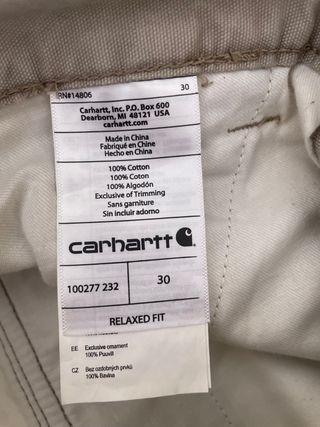 RN#14806 30
Carhartt, Inc. P.O. Box 600
Dearborn, MI 48121 USA
carhartt.com
Made in China
Fabriqué en Chine
Hecho en China
100% Cotton
100% Coton
100% Algodón
Exclusive of Trimming
Sans garniture
Sin incluir adorno
carhartt
100277 232 30
RELAXED FIT
EE Exclusive ornament
100% Puuvill
CZ Bez ozdobných prvků
100% Bavlna